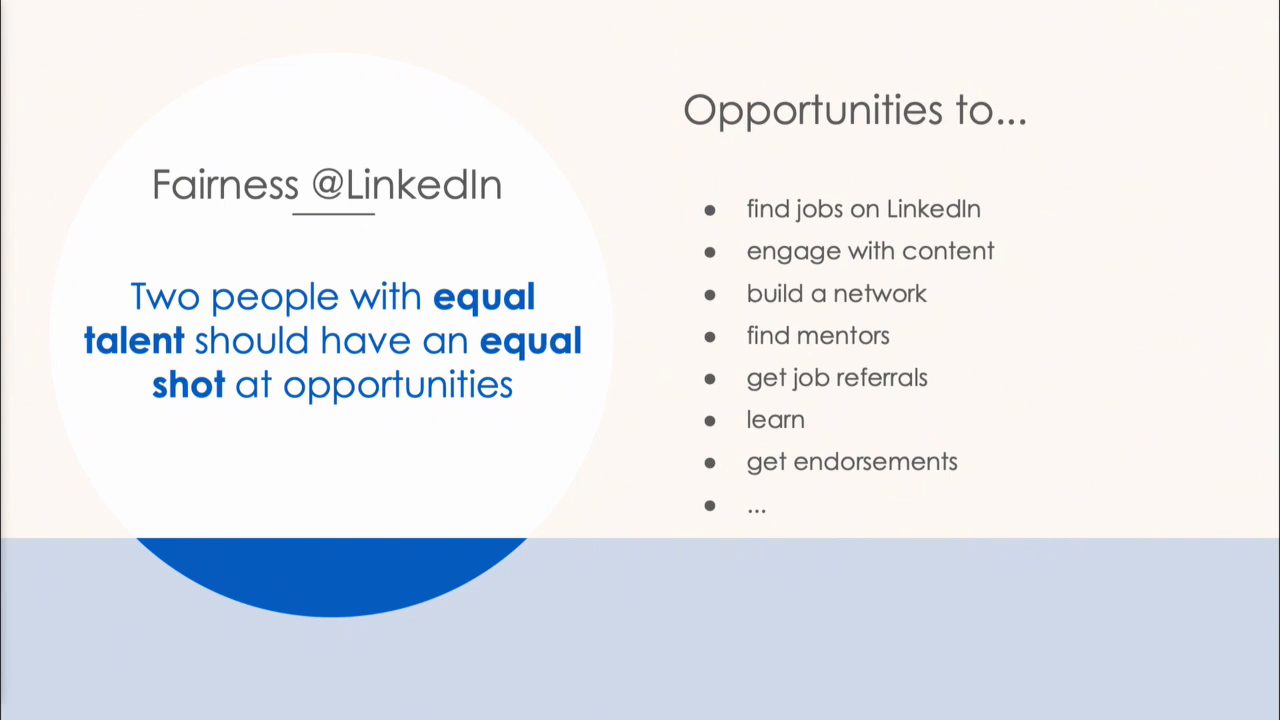 Fairness @LinkedIn
Two people with equal
talent should have an equal
shot at opportunities
Opportunities to...
● find jobs on LinkedIn
● engage with content
● build a network
● find mentors
● get job referrals
● learn
● get endorsements
● ...